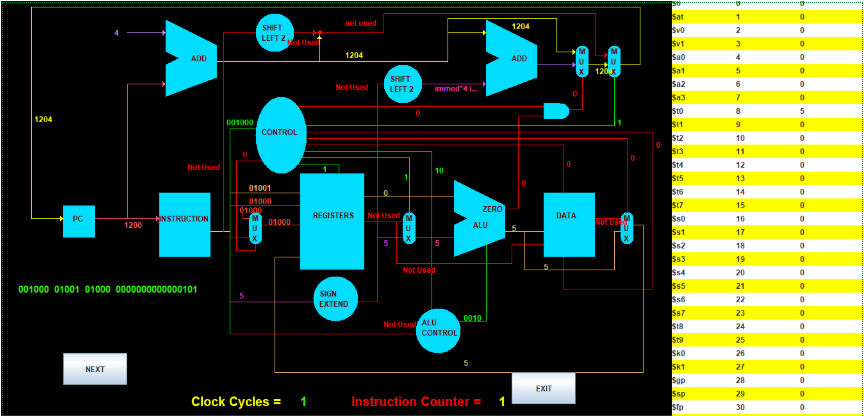 SHIFT
LEFT 2
not used
Not Used
4
ADD
1204
1204
M
U
X
M
U
X
120
SHIFT
LEFT 2
ADD
Not Used
immed*4 i...
0
0
1204
001000
CONTROL
1
0
0
0
0
Not Used
1
1
10
0
01001
01000
01000
01000
0
PC
1200
INSTRUCTION
M
U
X
REGISTERS
Not Used
M
U
X
5
5
ZERO
ALU
5
DATA
Not Used
M
U
X
5
Not Used
001000 01001 01000 0000000000000101
5
SIGN
EXTEND
Not Used
ALU
CONTROL
0010
5
NEXT
EXIT
Clock Cycles = 1
Instruction Counter = 1
$0 0 0
$at 1 0
$v0 2 0
$v1 3 0
$a0 4 0
$a1 5 0
$a2 6 0
$a3 7 0
$t0 8 5
$t1 9 0
$t2 10 0
$t3 11 0
$t4 12 0
$t5 13 0
$t6 14 0
$t7 15 0
$s0 16 0
$s1 17 0
$s2 18 0
$s3 19 0
$s4 20 0
$s5 21 0
$s6 22 0
$s7 23 0
$t8 24 0
$t9 25 0
$k0 26 0
$k1 27 0
$gp 28 0
$sp 29 0
$fp 30 0